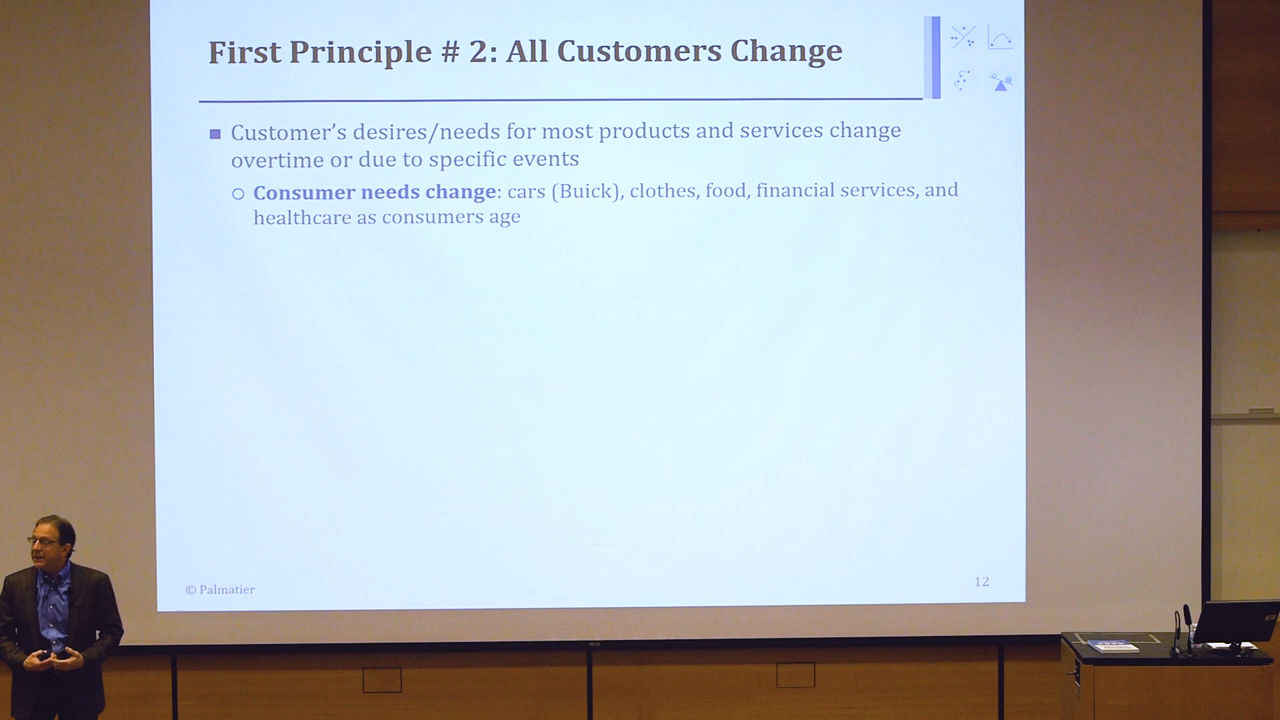 First Principle # 2: All Customers Change
Customer's desires/needs for most products and services change
overtime or due to specific events
Consumer needs change: cars (Buick), clothes, food, financial services, and
healthcare as consumers age
© Palmatier
12